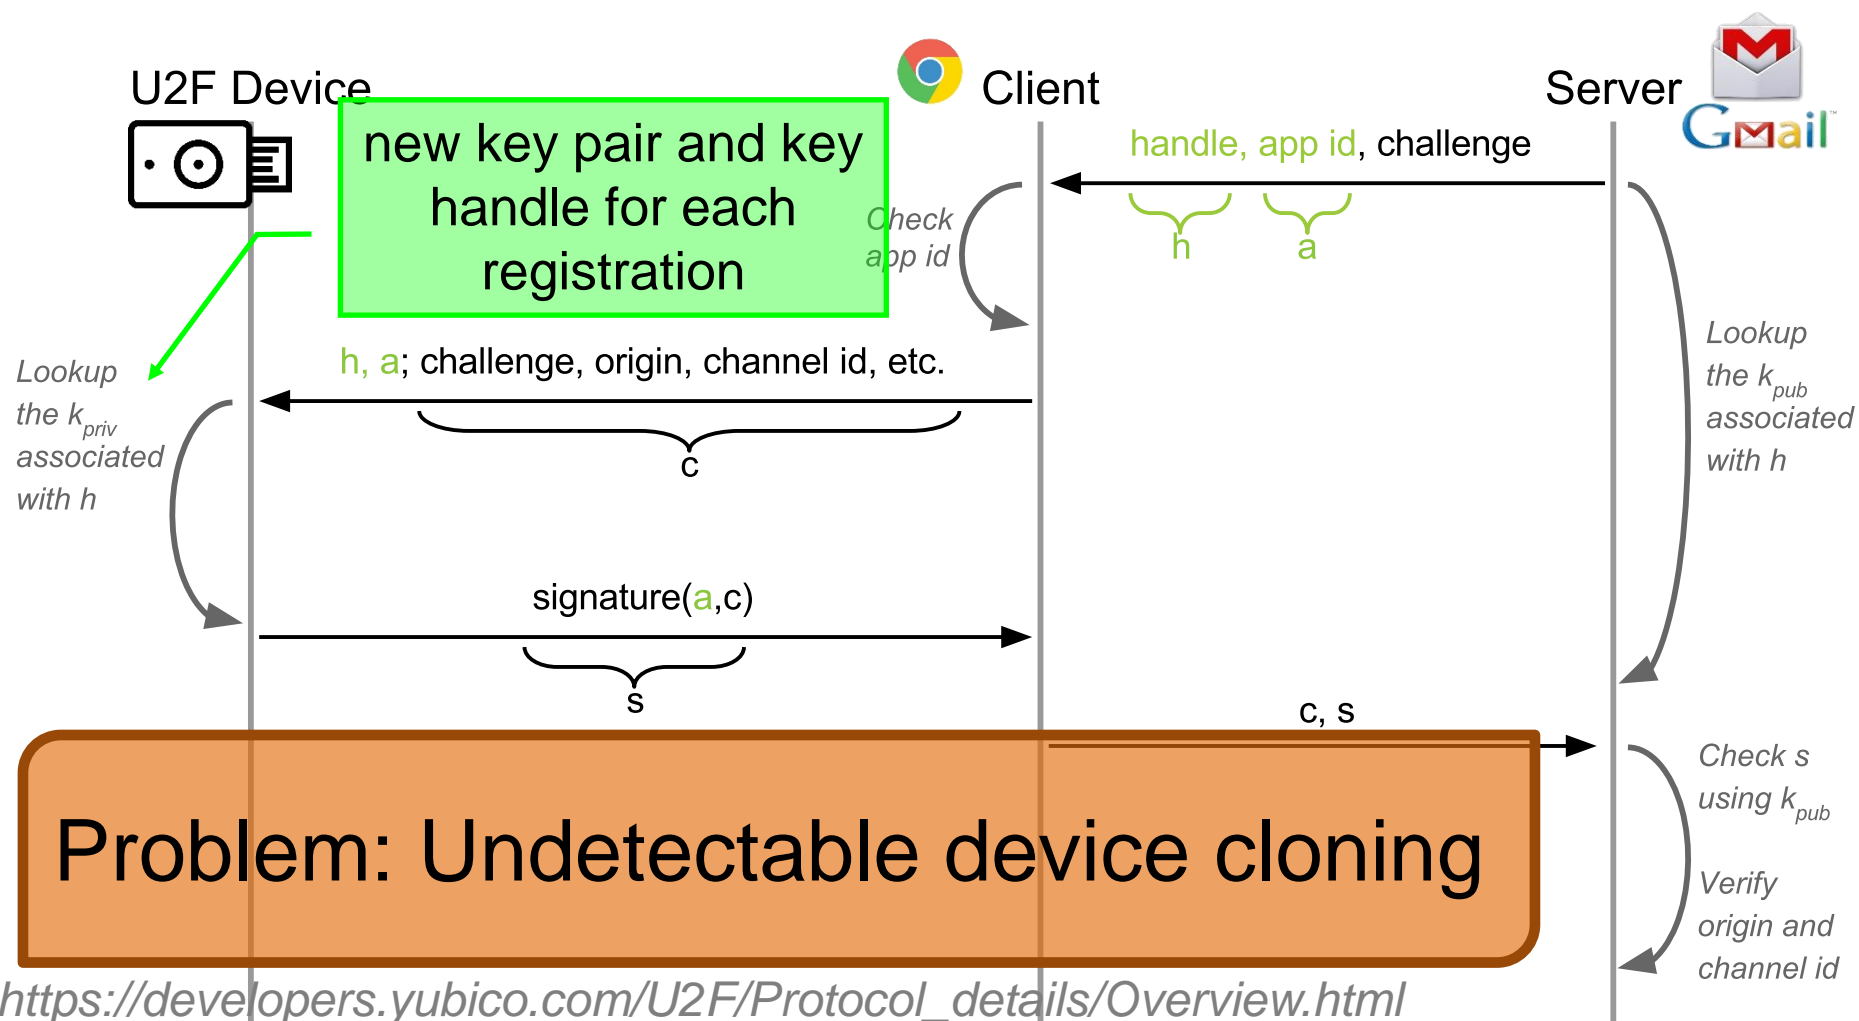 U2F Device
Client
Server
Gmail™
new key pair and key
handle for each
registration
handle, app id, challenge
h
a
Check
app id
h, a; challenge, origin, channel id, etc.
c
Lookup
the kpriv
associated
with h
Lookup
the kpub
associated
with h
signature(a,c)
s
c, s
Check s
using kpub
Verify
origin and
channel id
Problem: Undetectable device cloning
https://developers.yubico.com/U2F/Protocol_details/Overview.html